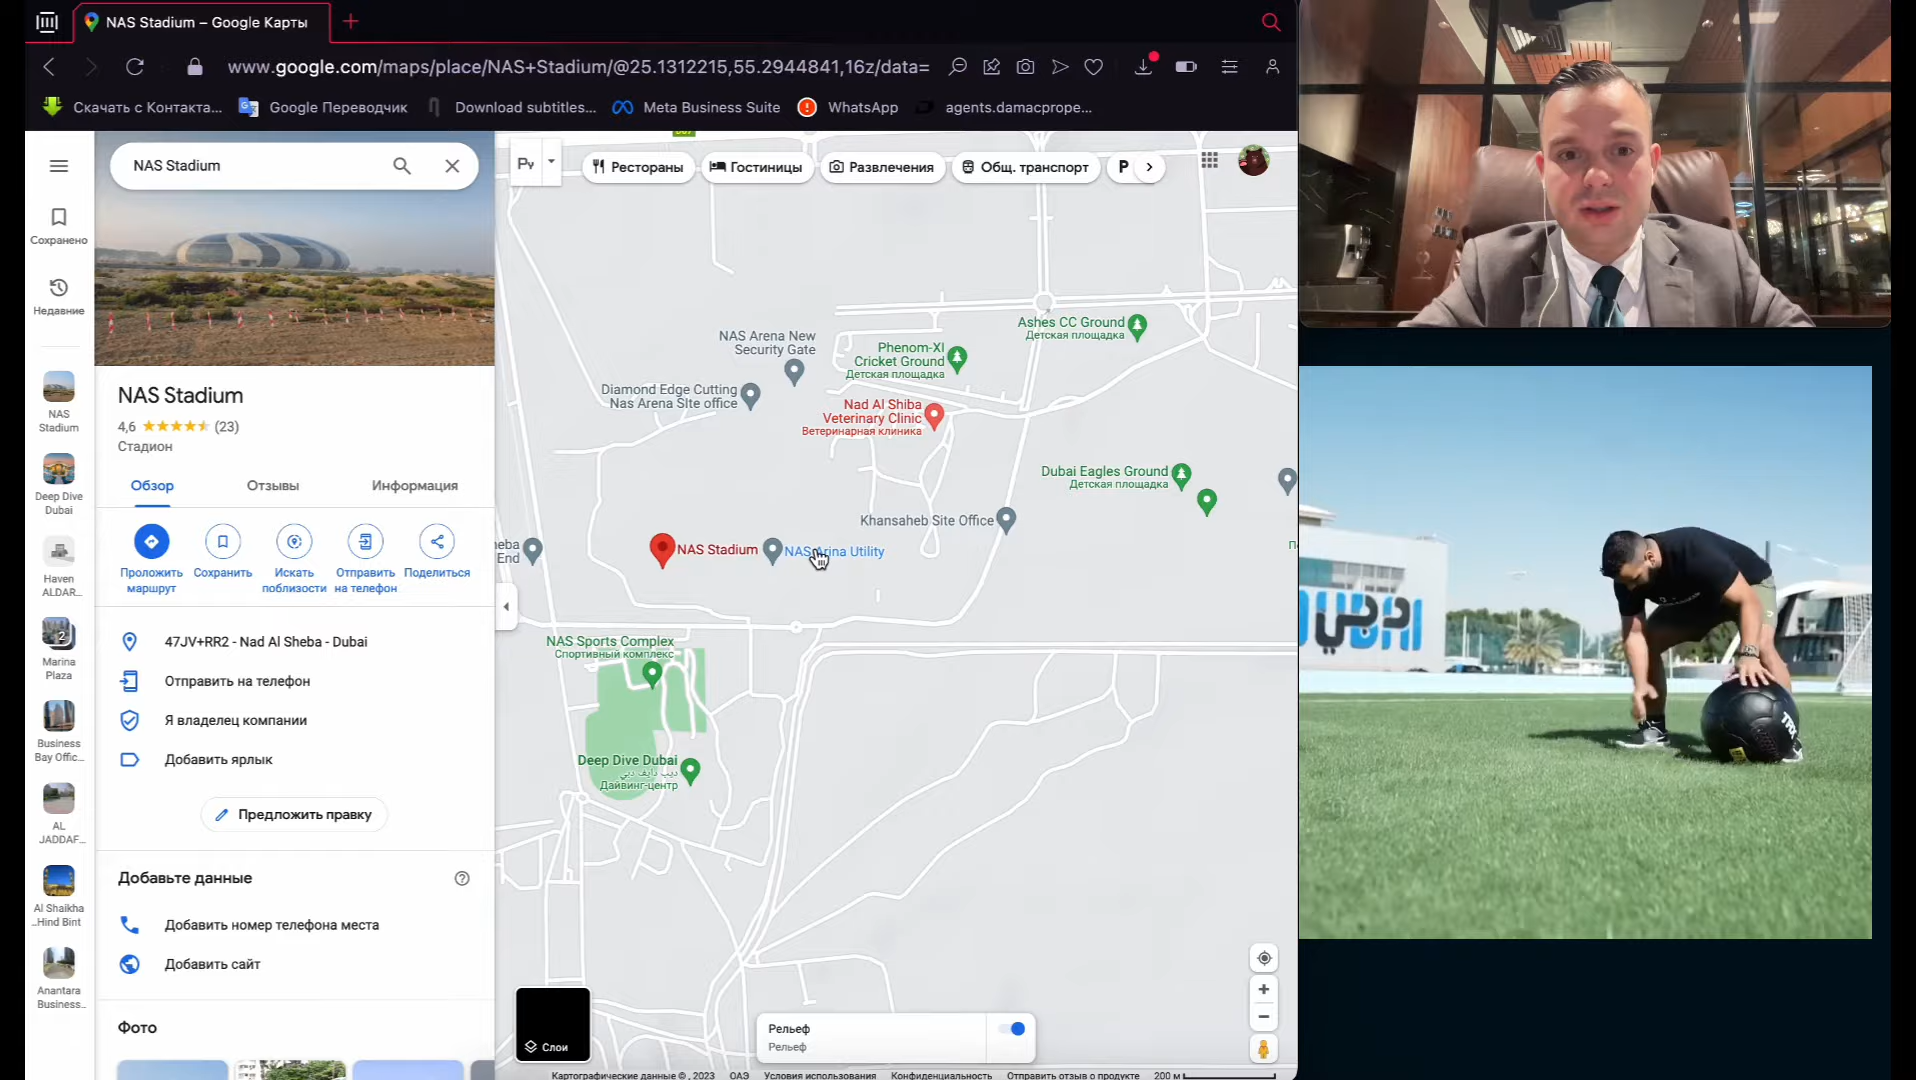 NAS Stadium – Google Карты
www.google.com/maps/place/NAS+Stadium/@25.1312215,55.2944841,16z/data=
Скачать с Контакта...
Google Переводчик
Download subtitles...
Meta Business Suite
WhatsApp
agents.damacprope...
NAS Stadium
Рестораны
Гостиницы
Развлечения
Общ. транспорт
P
Сохранено
Недавние
NAS
Stadium
Deep Dive
Dubai
Haven
ALDAR...
2
Marina
Plaza
Business
Bay Offic...
AL
JADDAF...
Al Shaikha
...Hind Bint
Anantara
Business...
NAS Stadium
4,6
(23)
Стадион
Обзор
Отзывы
Информация
Проложить
маршрут
Сохранить
Искать
поблизости
Отправить
на телефон
Поделиться
47JV+RR2 - Nad Al Sheba - Dubai
Отправить на телефон
Я владелец компании
Добавить ярлык
Предложить правку
Добавьте данные
Добавить номер телефона места
Добавить сайт
Фото
NAS Arena New
Security Gate
Ashes CC Ground
Детская площадка
Phenom-XI
Cricket Ground
Детская площадка
Diamond Edge Cutting
Nas Arena SIte office
Nad Al Shiba
Veterinary Clinic
Ветеринарная клиника
Dubai Eagles Ground
Детская площадка
Khansaheb Site Office
heba
End
NAS Stadium
NAS Arina Utility
NAS Sports Complex
Спортивный комплекс
Deep Dive Dubai
ديب دايف دبي
Дайвинг-центр
Слои
Рельеф
Рельеф
Картографические данные © , 2023
ОАЭ
Условия использования
Конфиденциальность
Отправить отзыв о продукте
200 м
TRX